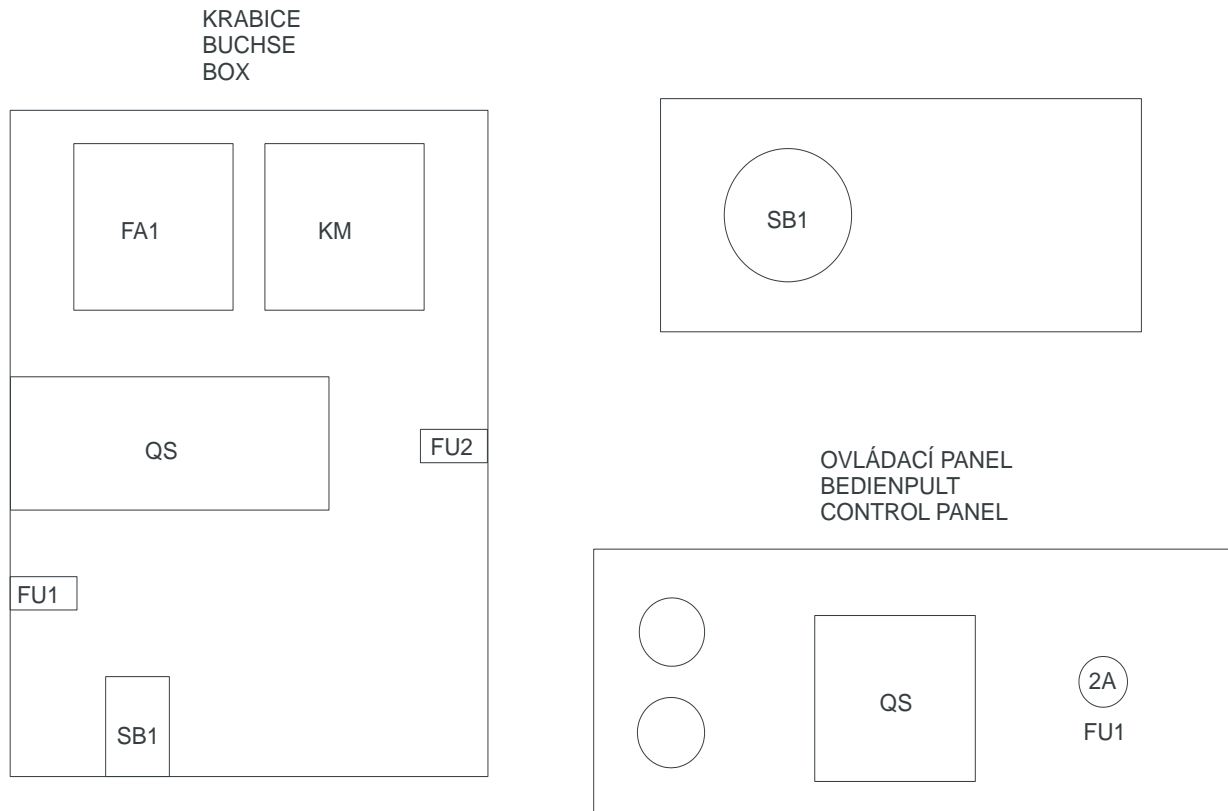 KRABICE
BUCHSE
BOX
FA1
KM
QS
FU2
FU1
SB1
SB1
OVLÁDACÍ PANEL
BEDIENPULT
CONTROL PANEL
QS
2A
FU1